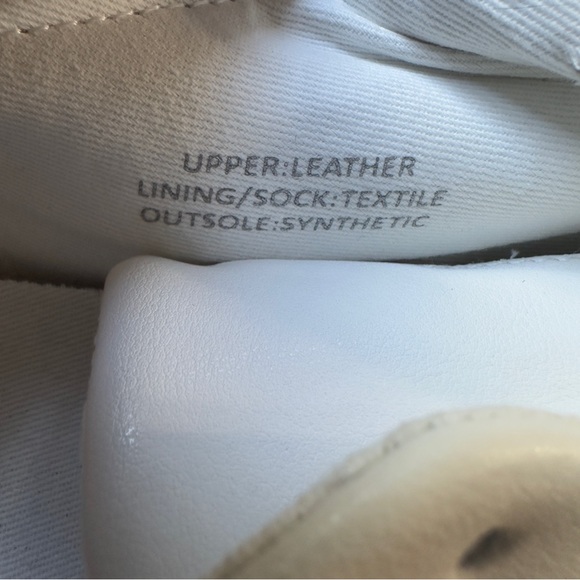 UPPER:LEATHER
LINING/SOCK:TEXTILE
OUTSOLE:SYNTHETIC